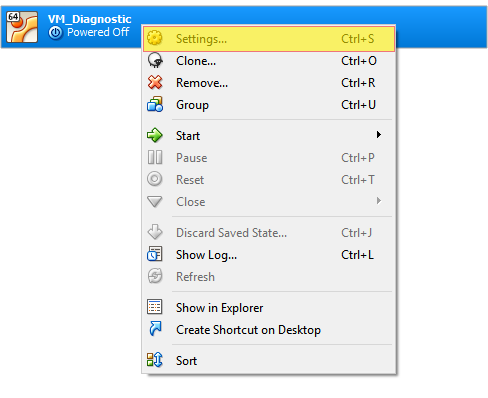 64 VM_Diagnostic
Powered Off
Settings... Ctrl+S
Clone... Ctrl+O
Remove... Ctrl+R
Group Ctrl+U
Start
Pause Ctrl+P
Reset Ctrl+T
Close
Discard Saved State... Ctrl+J
Show Log... Ctrl+L
Refresh
Show in Explorer
Create Shortcut on Desktop
Sort